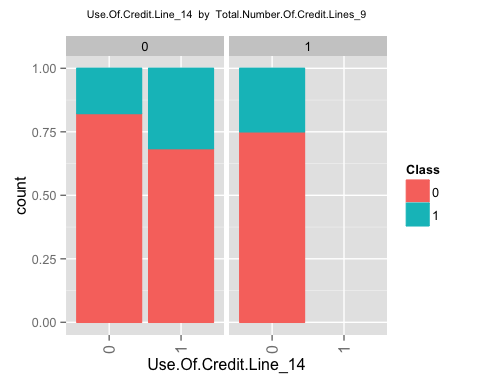 Use.Of.Credit.Line_14 by Total.Number.Of.Credit.Lines_9
0 1
1.00
0.75
0.50
0.25
0.00
count
0 1 0 1
Use.Of.Credit.Line_14
Class
0
1